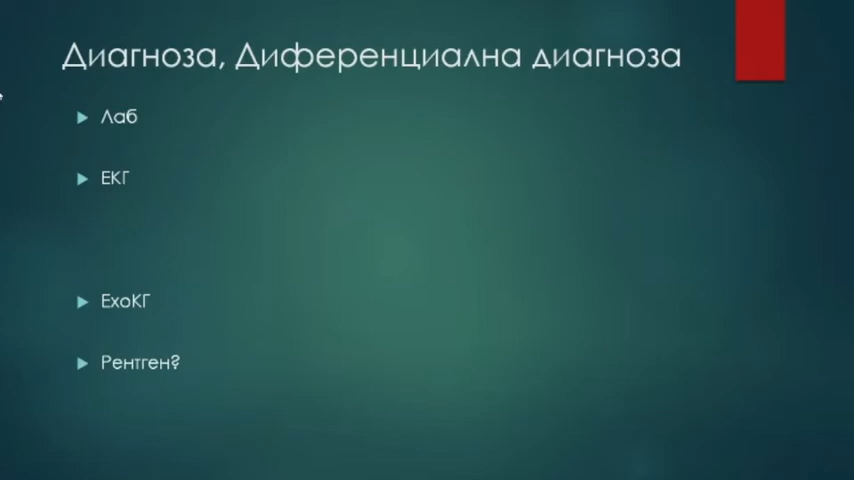 Диагноза, Диференциална диагноза
Лаб
ЕКГ
ЕхоКГ
Рентген?